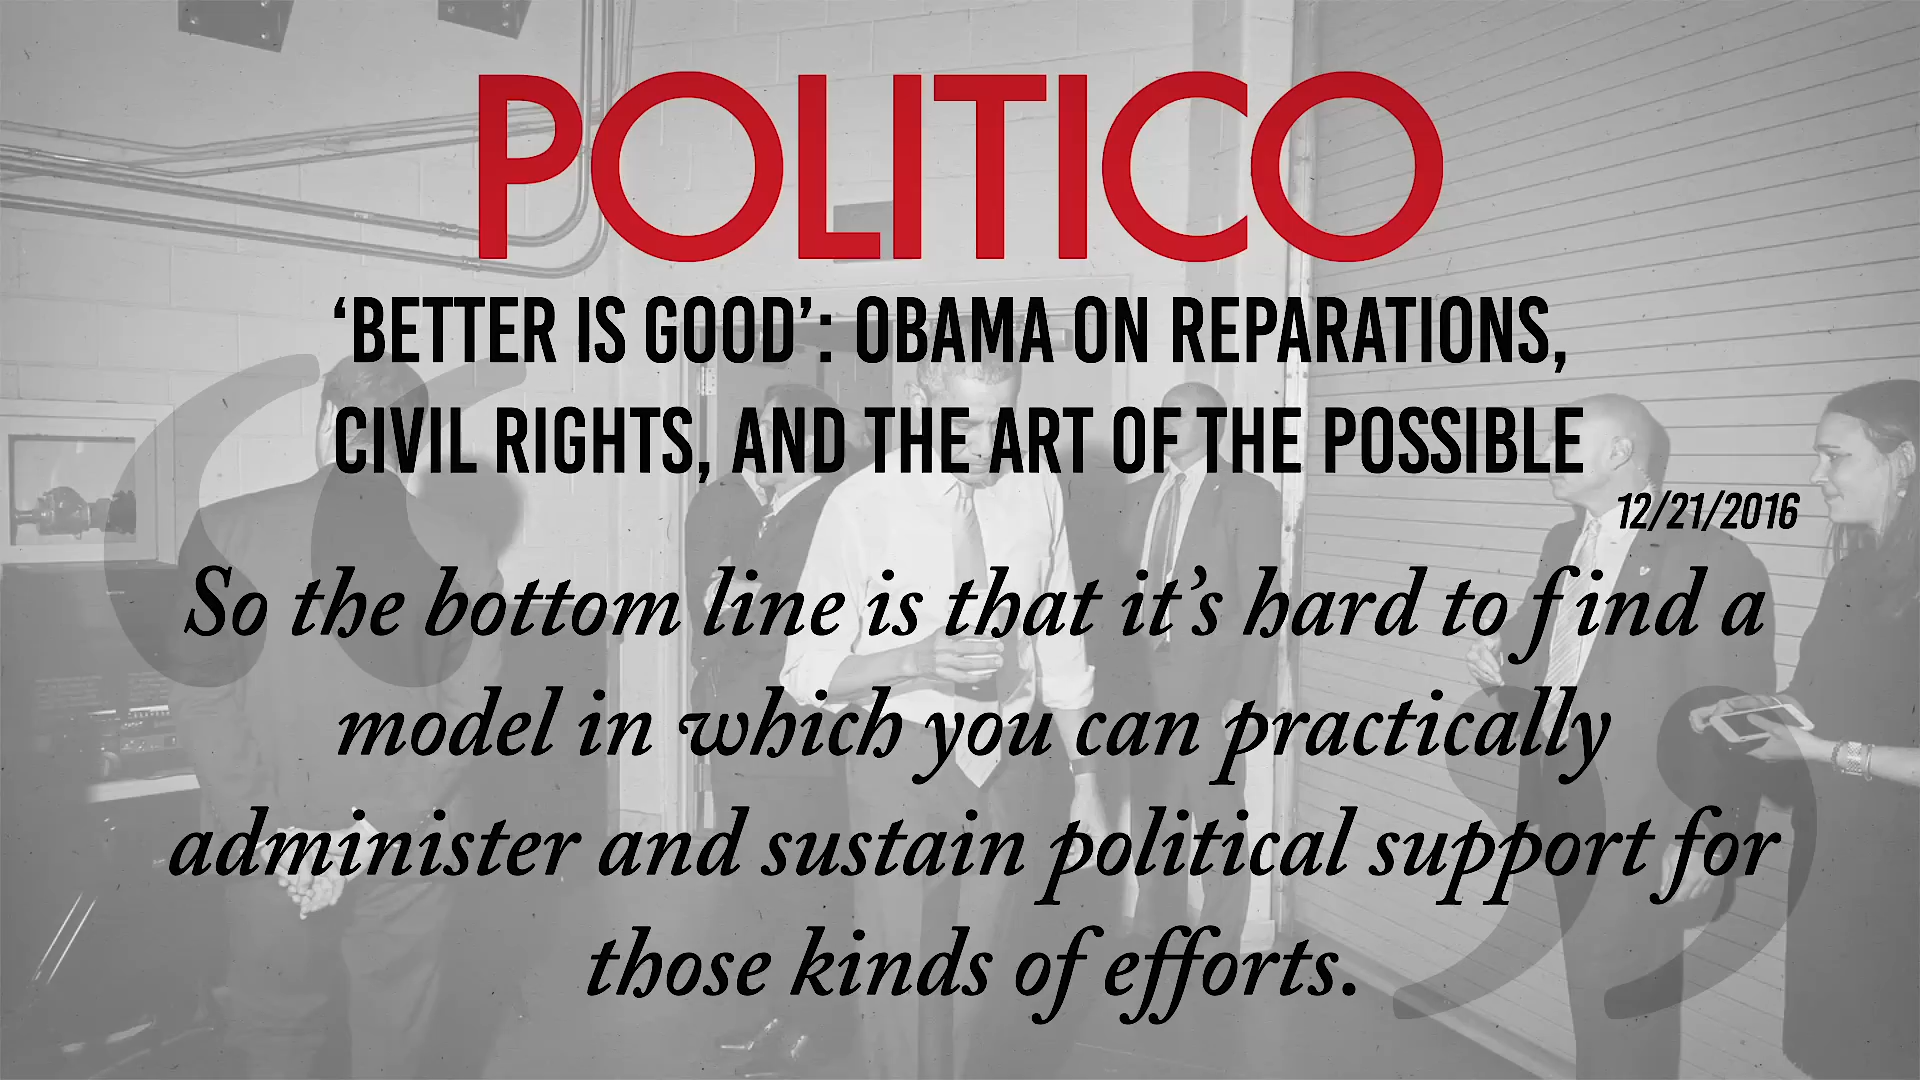 POLITICO
‘BETTER IS GOOD’: OBAMA ON REPARATIONS,
CIVIL RIGHTS, AND THE ART OF THE POSSIBLE
12/21/2016
So the bottom line is that it’s hard to find a
model in which you can practically
administer and sustain political support for
those kinds of efforts.